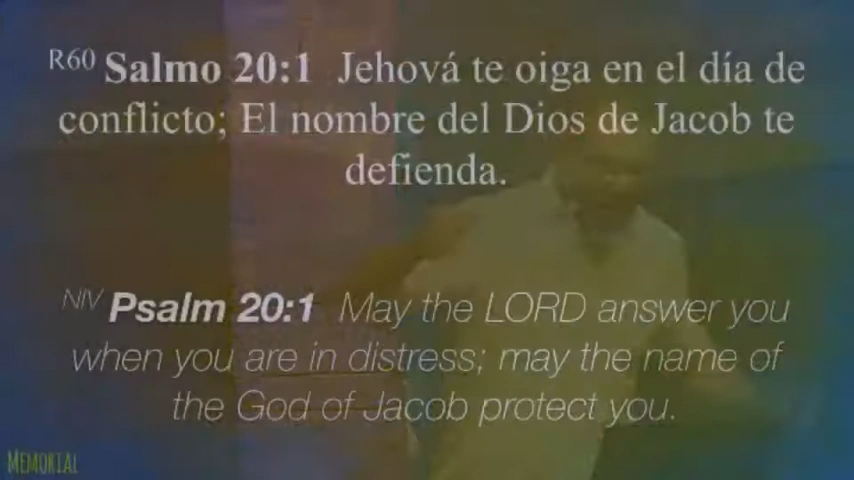 R60 Salmo 20:1 Jehová te oiga en el día de
conflicto; El nombre del Dios de Jacob te
defienda.
NIV Psalm 20:1 May the LORD answer you
when you are in distress; may the name of
the God of Jacob protect you.
MEMORIAL